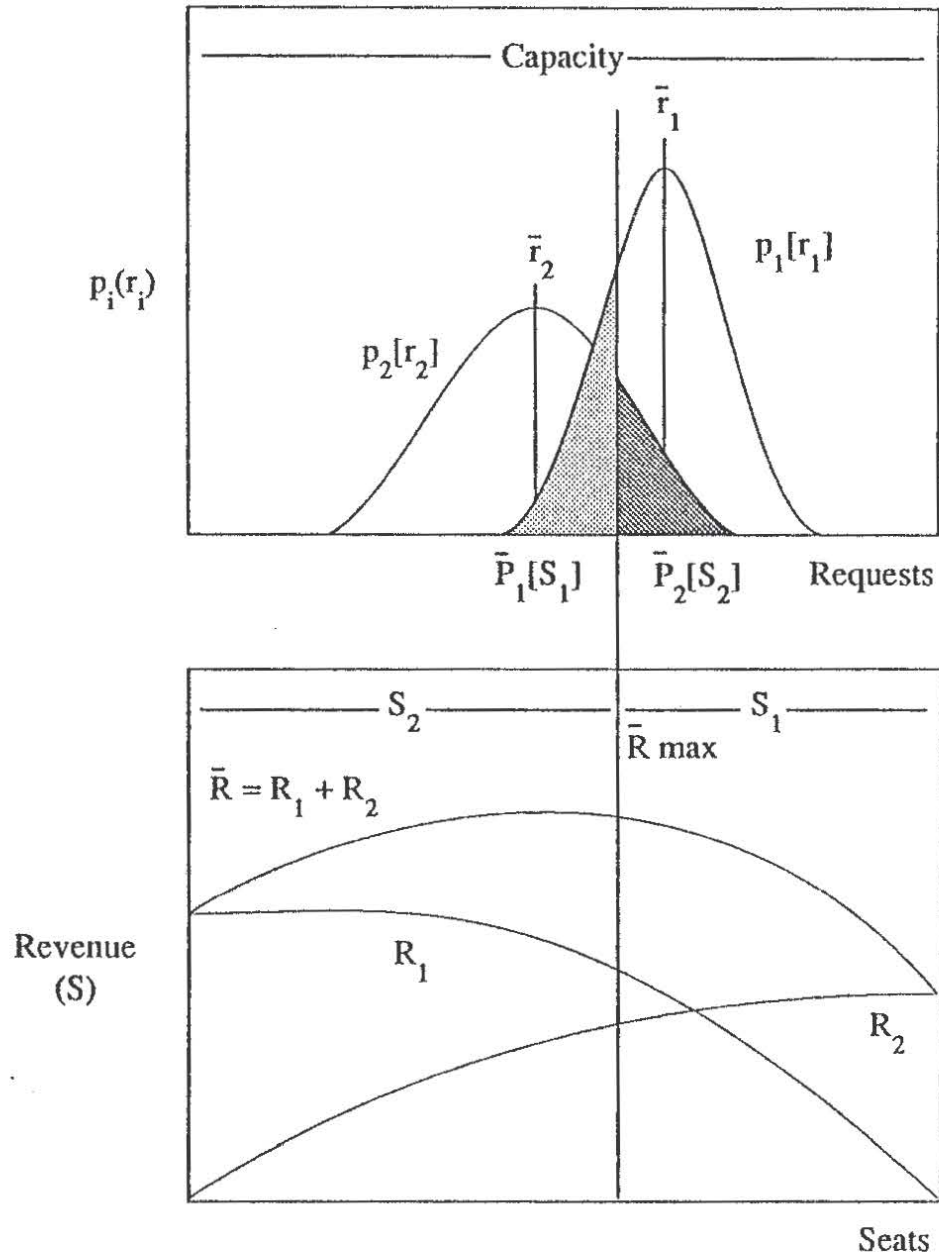 Capacity
r̄₁
r̄₂
p₁[r₁]
pᵢ(rᵢ)
p₂[r₂]
P̄₁[S₁] P̄₂[S₂] Requests
S₂ S₁
R̄ max
R̄ = R₁ + R₂
Revenue
(S)
R₁
R₂
Seats